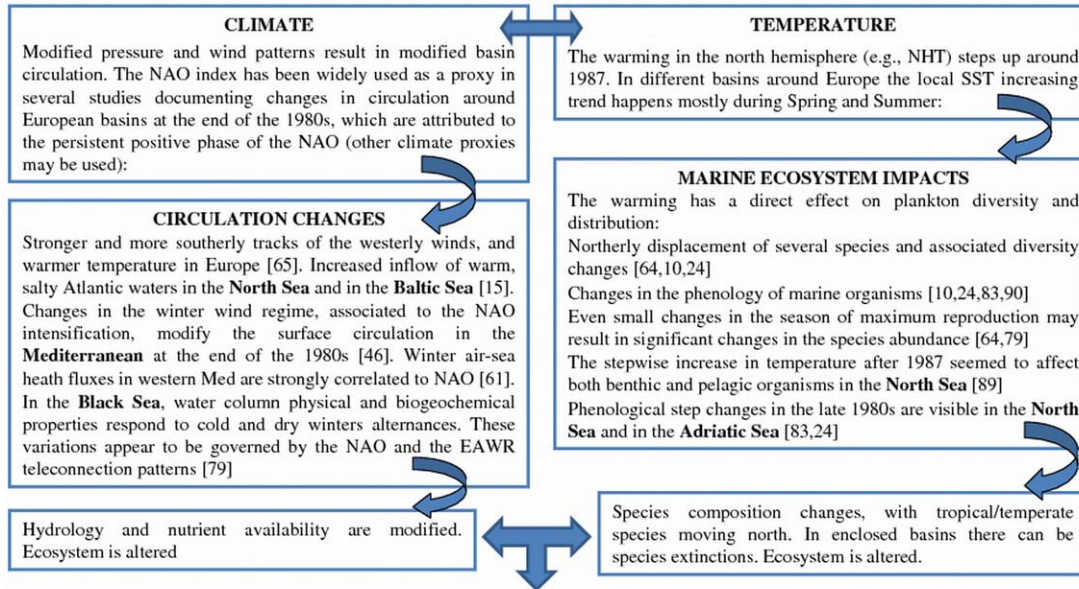 CLIMATE
Modified pressure and wind patterns result in modified basin
circulation. The NAO index has been widely used as a proxy in
several studies documenting changes in circulation around
European basins at the end of the 1980s, which are attributed to
the persistent positive phase of the NAO (other climate proxies
may be used):
CIRCULATION CHANGES
Stronger and more southerly tracks of the westerly winds, and
warmer temperature in Europe [65]. Increased inflow of warm,
salty Atlantic waters in the North Sea and in the Baltic Sea [15].
Changes in the winter wind regime, associated to the NAO
intensification, modify the surface circulation in the
Mediterranean at the end of the 1980s [46]. Winter air-sea
heath fluxes in western Med are strongly correlated to NAO [61].
In the Black Sea, water column physical and biogeochemical
properties respond to cold and dry winters alternances. These
variations appear to be governed by the NAO and the EAWR
teleconnection patterns [79]
Hydrology and nutrient availability are modified.
Ecosystem is altered
TEMPERATURE
The warming in the north hemisphere (e.g., NHT) steps up around
1987. In different basins around Europe the local SST increasing
trend happens mostly during Spring and Summer:
MARINE ECOSYSTEM IMPACTS
The warming has a direct effect on plankton diversity and
distribution:
Northerly displacement of several species and associated diversity
changes [64,10,24]
Changes in the phenology of marine organisms [10,24,83,90]
Even small changes in the season of maximum reproduction may
result in significant changes in the species abundance [64,79]
The stepwise increase in temperature after 1987 seemed to affect
both benthic and pelagic organisms in the North Sea [89]
Phenological step changes in the late 1980s are visible in the North
Sea and in the Adriatic Sea [83,24]
Species composition changes, with tropical/temperate
species moving north. In enclosed basins there can be
species extinctions. Ecosystem is altered.